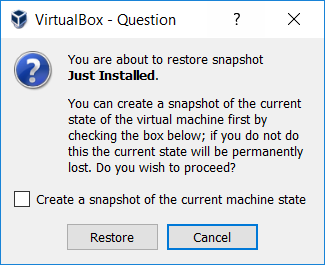 VirtualBox - Question
?
You are about to restore snapshot
Just Installed.
You can create a snapshot of the current
state of the virtual machine first by
checking the box below; if you do not do
this the current state will be permanently
lost. Do you wish to proceed?
Create a snapshot of the current machine state
Restore Cancel